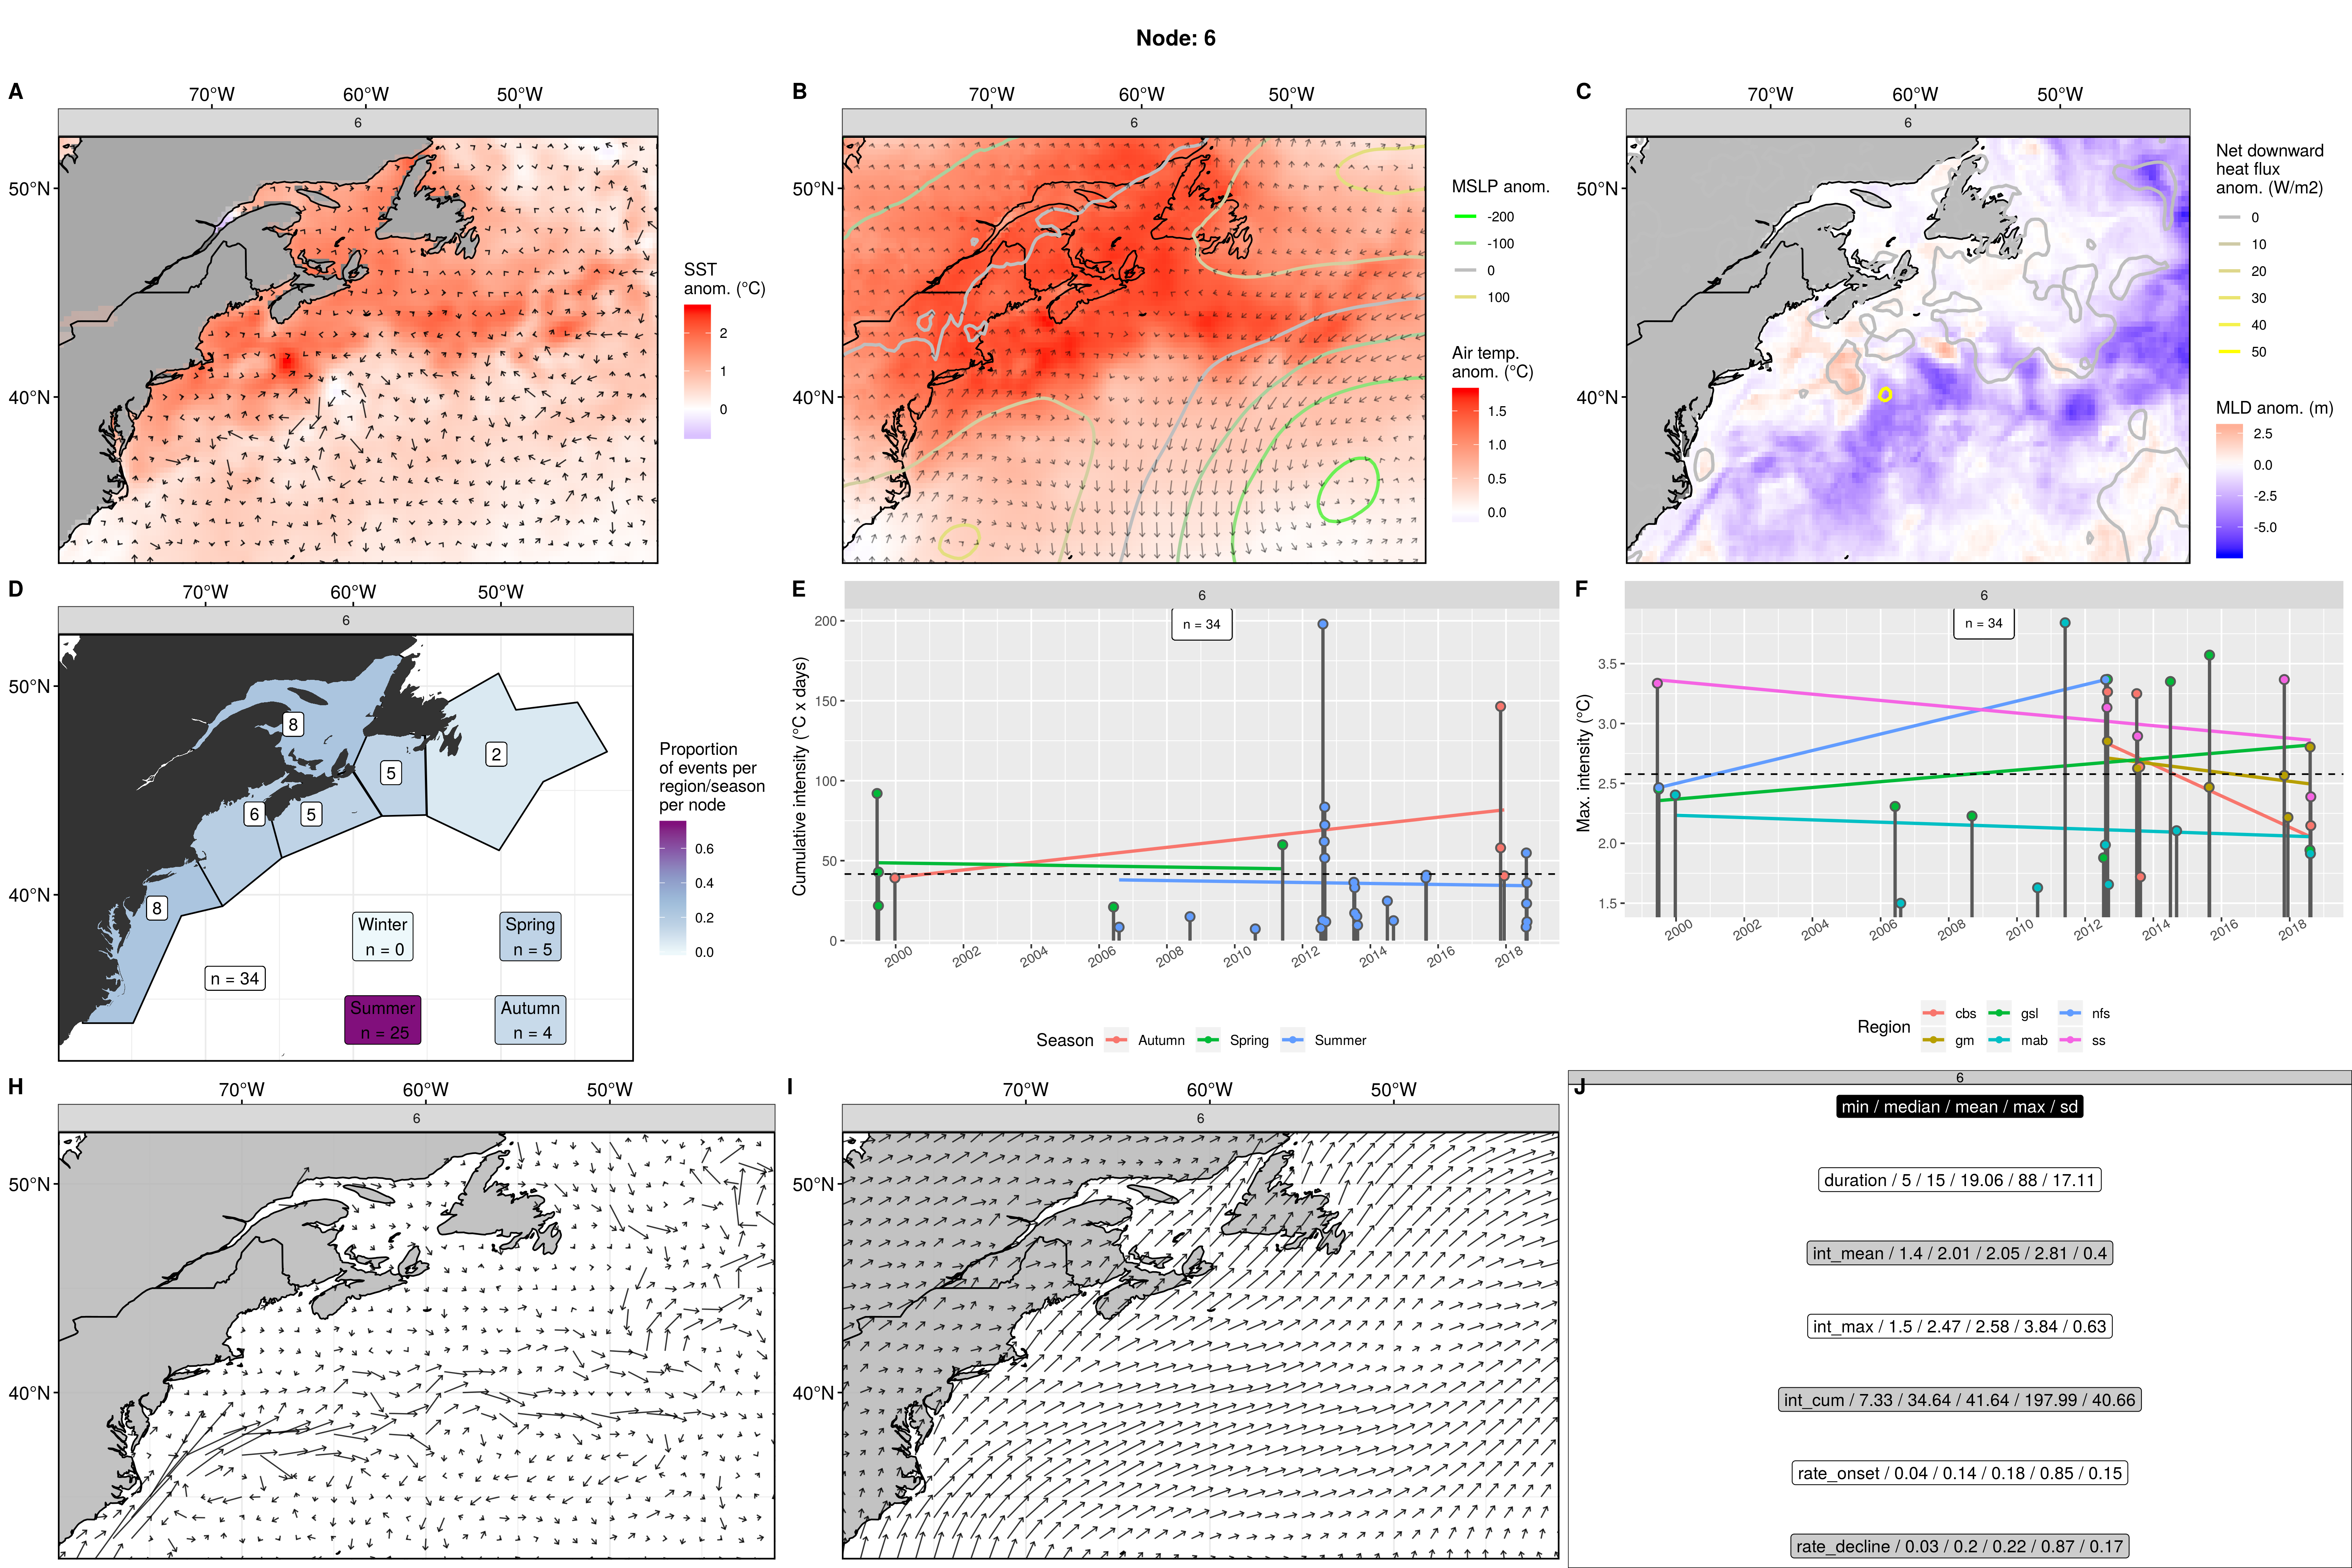 Node: 6
A
70°W 60°W 50°W
6
50°N
40°N
SST
anom. (°C)
2
1
0
B
70°W 60°W 50°W
6
50°N
40°N
MSLP anom.
-200
-100
0
100
Air temp.
anom. (°C)
1.5
1.0
0.5
0.0
C
70°W 60°W 50°W
6
50°N
40°N
Net downward
heat flux
anom. (W/m2)
0
10
20
30
40
50
MLD anom. (m)
2.5
0.0
-2.5
-5.0
D
70°W 60°W 50°W
6
50°N
40°N
8
2
5
6
5
8
n = 34
Winter
n = 0
Spring
n = 5
Summer
n = 25
Autumn
n = 4
Proportion
of events per
region/season
per node
0.6
0.4
0.2
0.0
E
6
n = 34
Cumulative intensity (°C x days)
200
150
100
50
0
2000 2002 2004 2006 2008 2010 2012 2014 2016 2018
Season Autumn Spring Summer
F
6
n = 34
Max. intensity (°C)
3.5
3.0
2.5
2.0
1.5
2000 2002 2004 2006 2008 2010 2012 2014 2016 2018
Region cbs gsl nfs
gm mab ss
H
70°W 60°W 50°W
6
50°N
40°N
I
70°W 60°W 50°W
6
50°N
40°N
J
6
min / median / mean / max / sd
duration / 5 / 15 / 19.06 / 88 / 17.11
int_mean / 1.4 / 2.01 / 2.05 / 2.81 / 0.4
int_max / 1.5 / 2.47 / 2.58 / 3.84 / 0.63
int_cum / 7.33 / 34.64 / 41.64 / 197.99 / 40.66
rate_onset / 0.04 / 0.14 / 0.18 / 0.85 / 0.15
rate_decline / 0.03 / 0.2 / 0.22 / 0.87 / 0.17